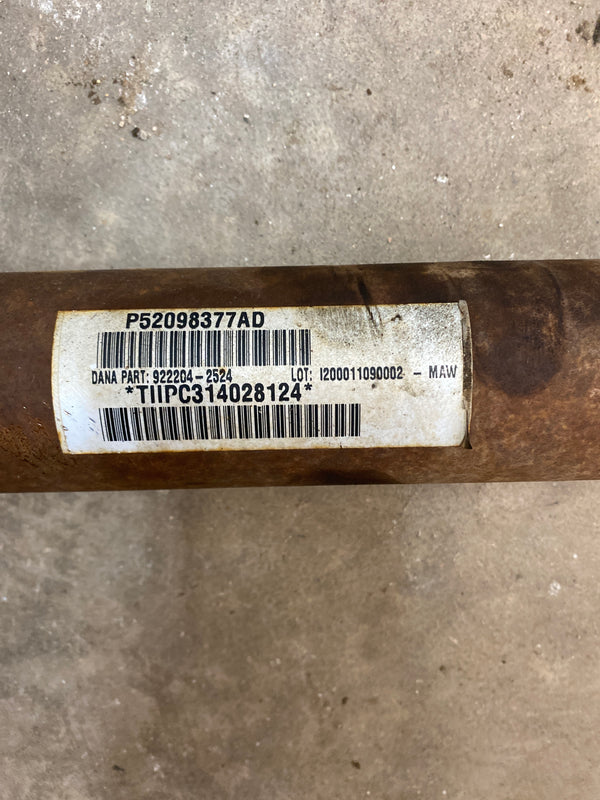 P52098377AD
DANA PART: 922204-2524 LOT: I200011090002 - MAW
*TIIPC314028124*